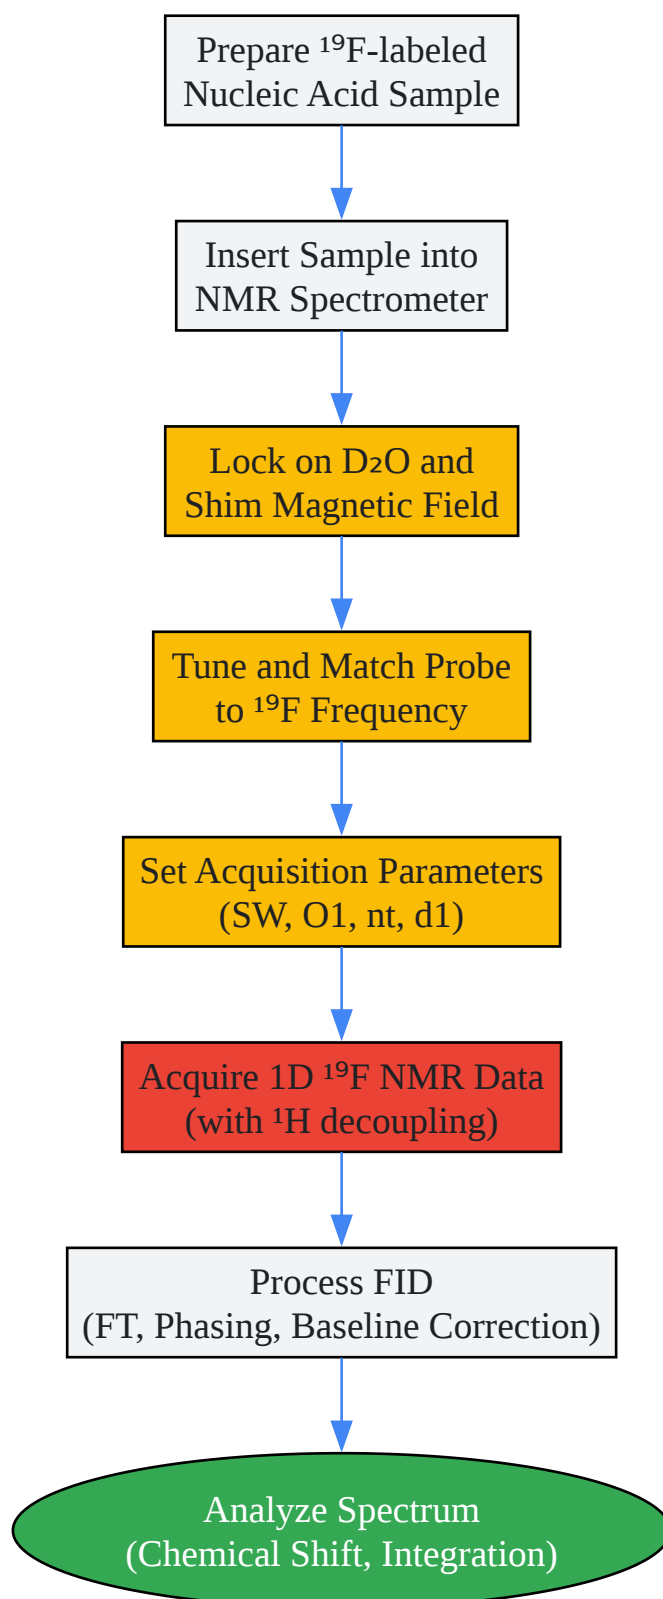 Prepare ¹⁹F-labeled
Nucleic Acid Sample
Insert Sample into
NMR Spectrometer
Lock on D₂O and
Shim Magnetic Field
Tune and Match Probe
to ¹⁹F Frequency
Set Acquisition Parameters
(SW, O1, nt, d1)
Acquire 1D ¹⁹F NMR Data
(with ¹H decoupling)
Process FID
(FT, Phasing, Baseline Correction)
Analyze Spectrum
(Chemical Shift, Integration)